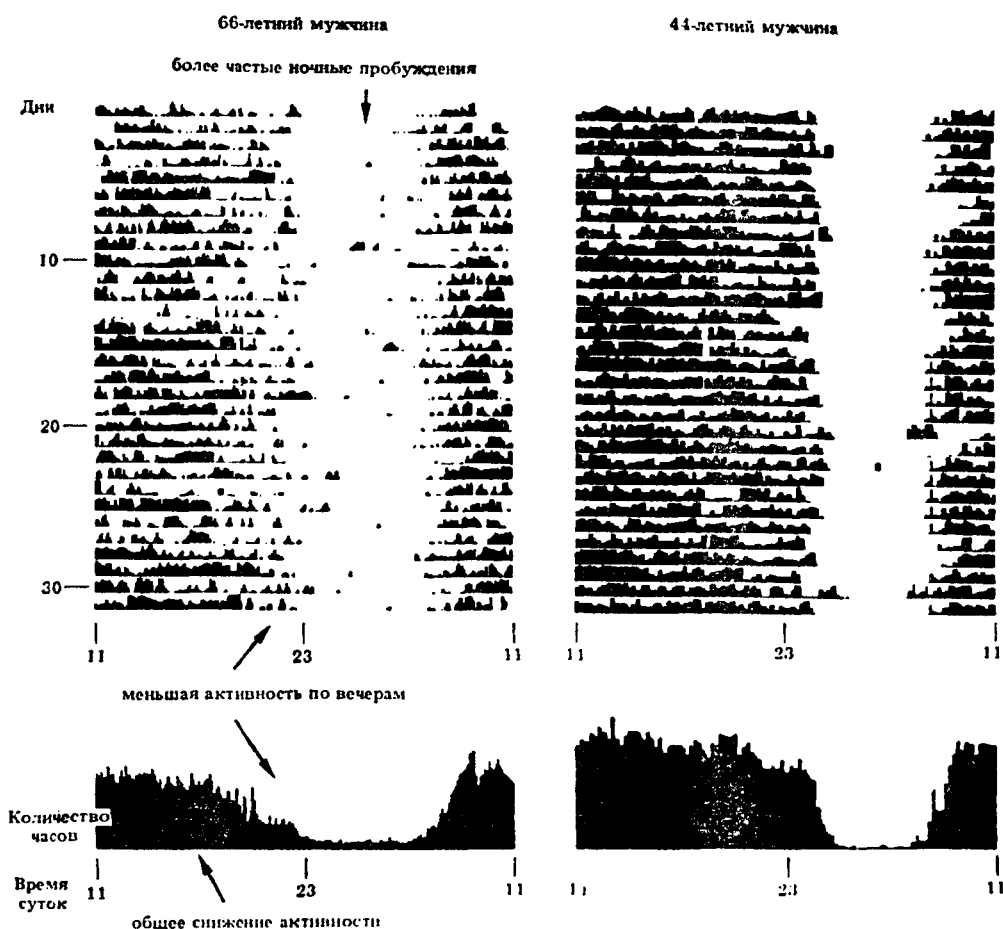 66-летний мужчина
44-летний мужчина
более частые ночные пробуждения
Дни
10
20
30
11 23 11
11 23 11
меньшая активность по вечерам
Количество
часов
11 23 11
11 23 11
Время
суток
общее снижение активности